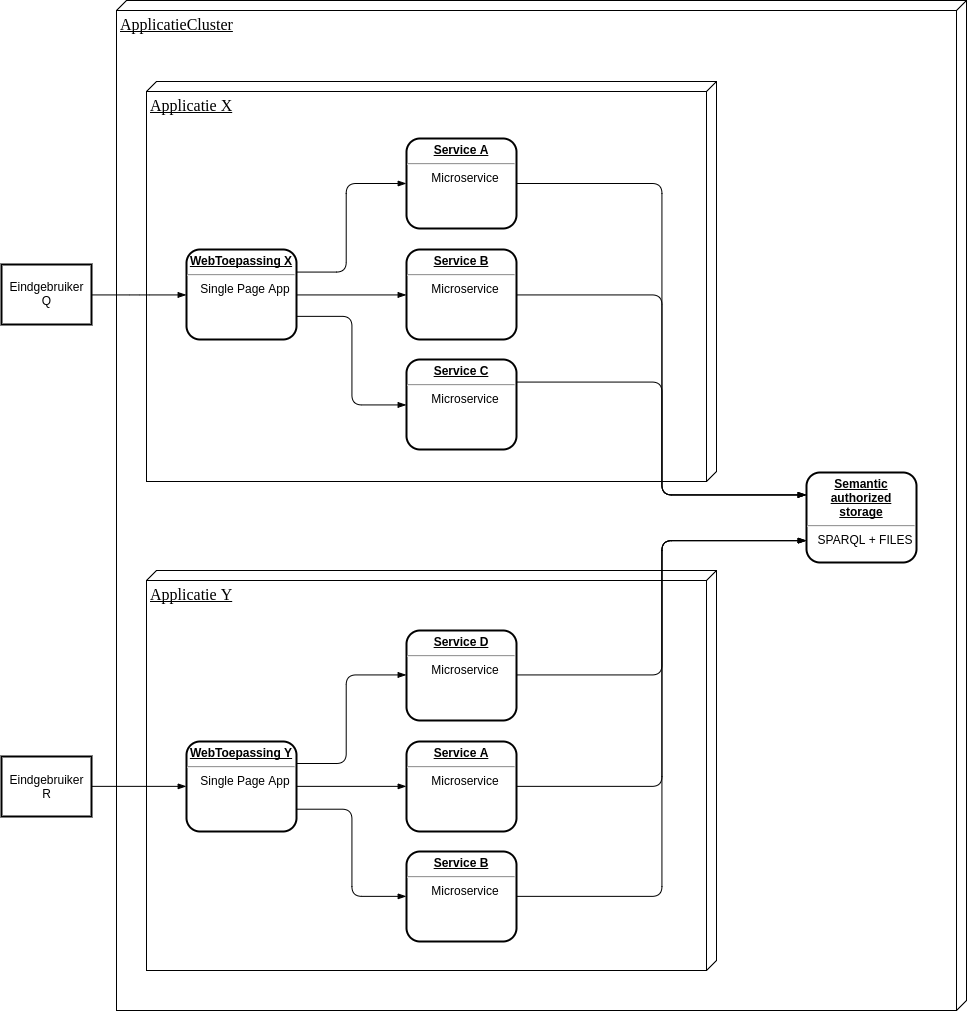 ApplicatieCluster
Applicatie X
Service A
Microservice
WebToepassing X
Single Page App
Service B
Microservice
Eindgebruiker
Q
Service C
Microservice
Semantic
authorized
storage
SPARQL + FILES
Applicatie Y
Service D
Microservice
WebToepassing Y
Single Page App
Service A
Microservice
Eindgebruiker
R
Service B
Microservice